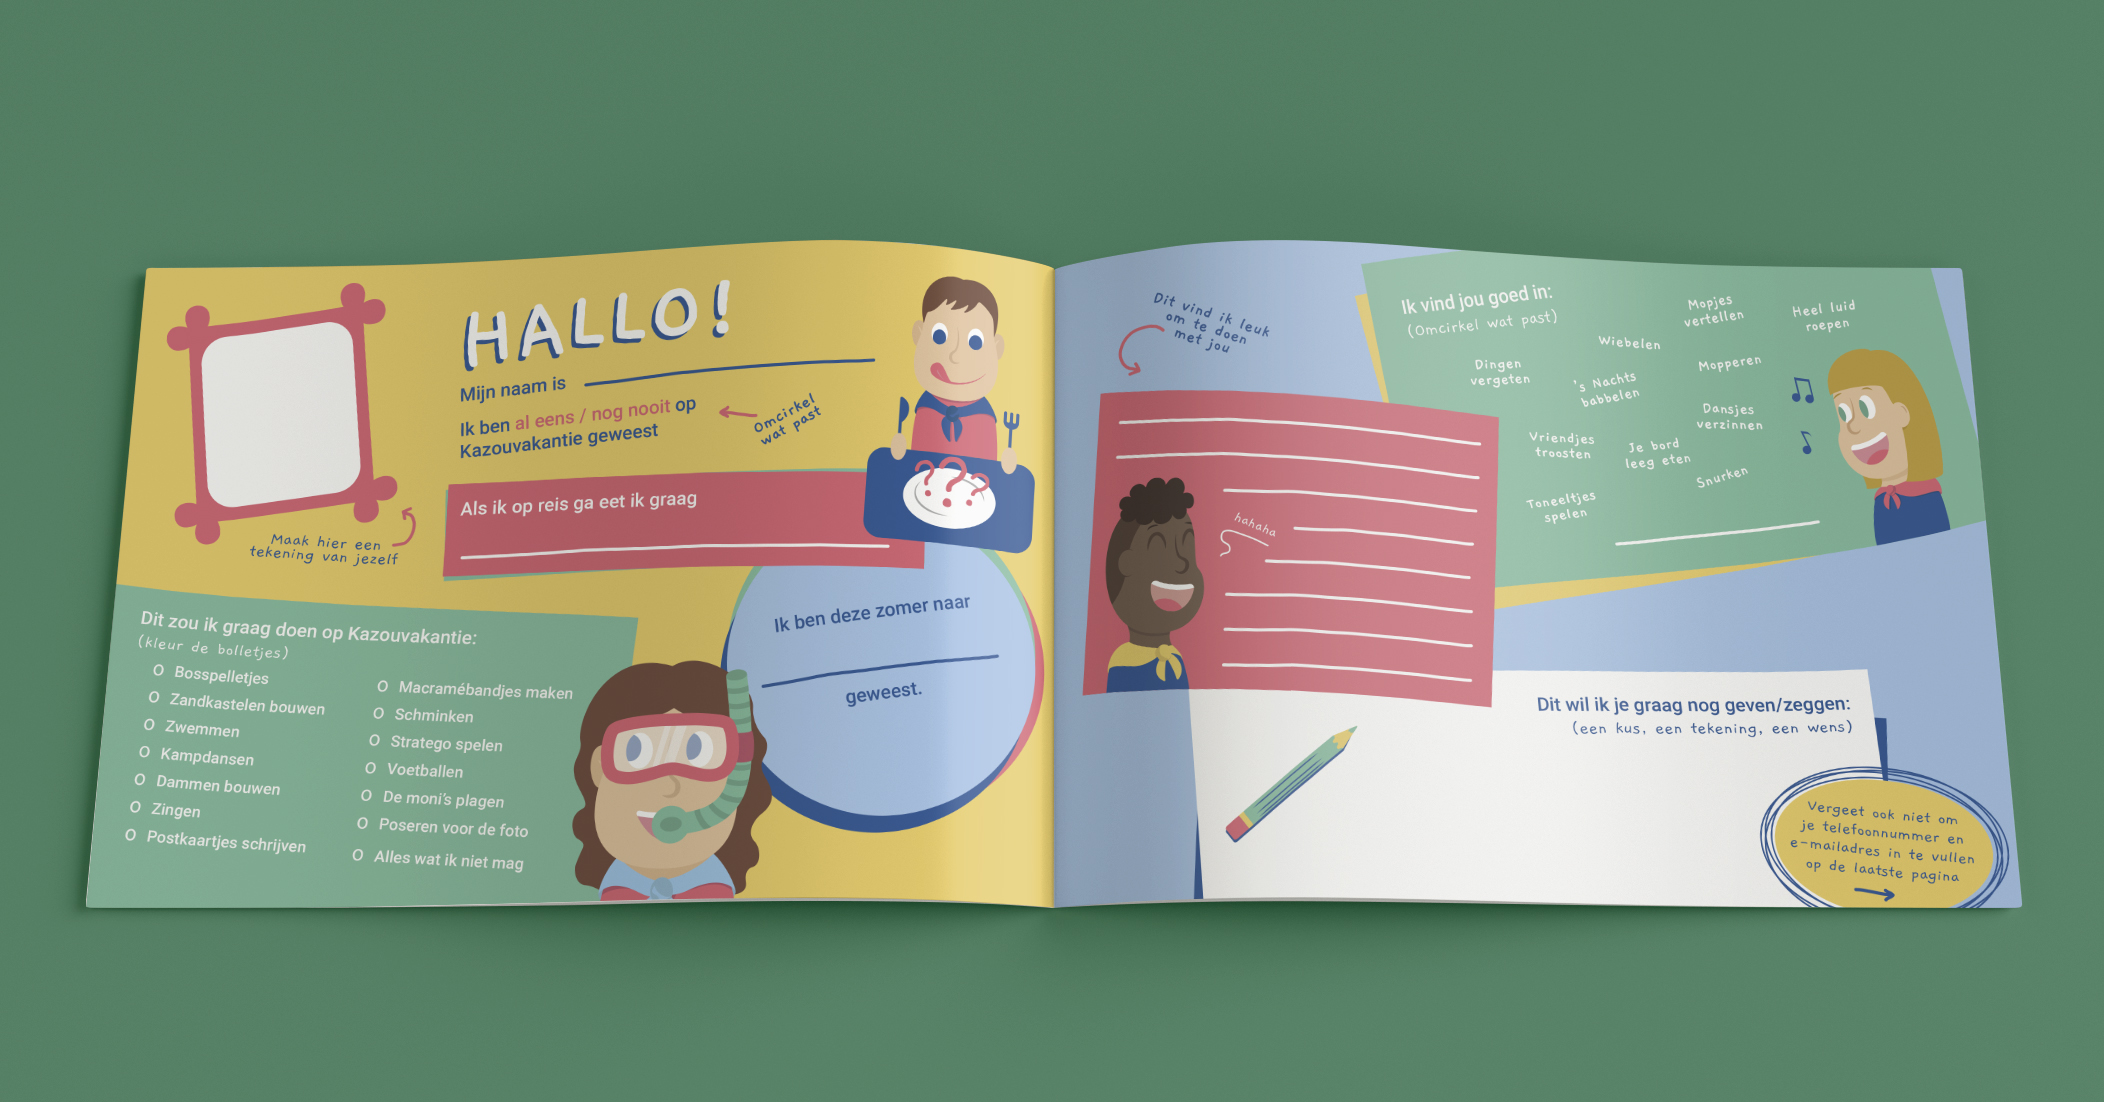 HALLO!
Mijn naam is
Ik ben al eens / nog nooit op
Kazouvakantie geweest
Omcirkel
wat past
Maak hier een
tekening van jezelf
Als ik op reis ga eet ik graag
Ik ben deze zomer naar
geweest.
Dit zou ik graag doen op Kazouvakantie:
(kleur de bolletjes)
O Bosspelletjes
O Zandkastelen bouwen
O Zwemmen
O Kampdansen
O Dammen bouwen
O Zingen
O Postkaartjes schrijven
O Macramébandjes maken
O Schminken
O Stratego spelen
O Voetballen
O De moni's plagen
O Poseren voor de foto
O Alles wat ik niet mag
Dit vind ik leuk
om te doen
met jou
hahaha
Ik vind jou goed in:
(Omcirkel wat past)
Mopjes
vertellen
Heel luid
roepen
Wiebelen
Dingen
vergeten
Mopperen
's Nachts
babbelen
Dansjes
verzinnen
Vriendjes
troosten
Je bord
leeg eten
Snurken
Toneeltjes
spelen
Dit wil ik je graag nog geven/zeggen:
(een kus, een tekening, een wens)
Vergeet ook niet om
je telefoonnummer en
e-mailadres in te vullen
op de laatste pagina